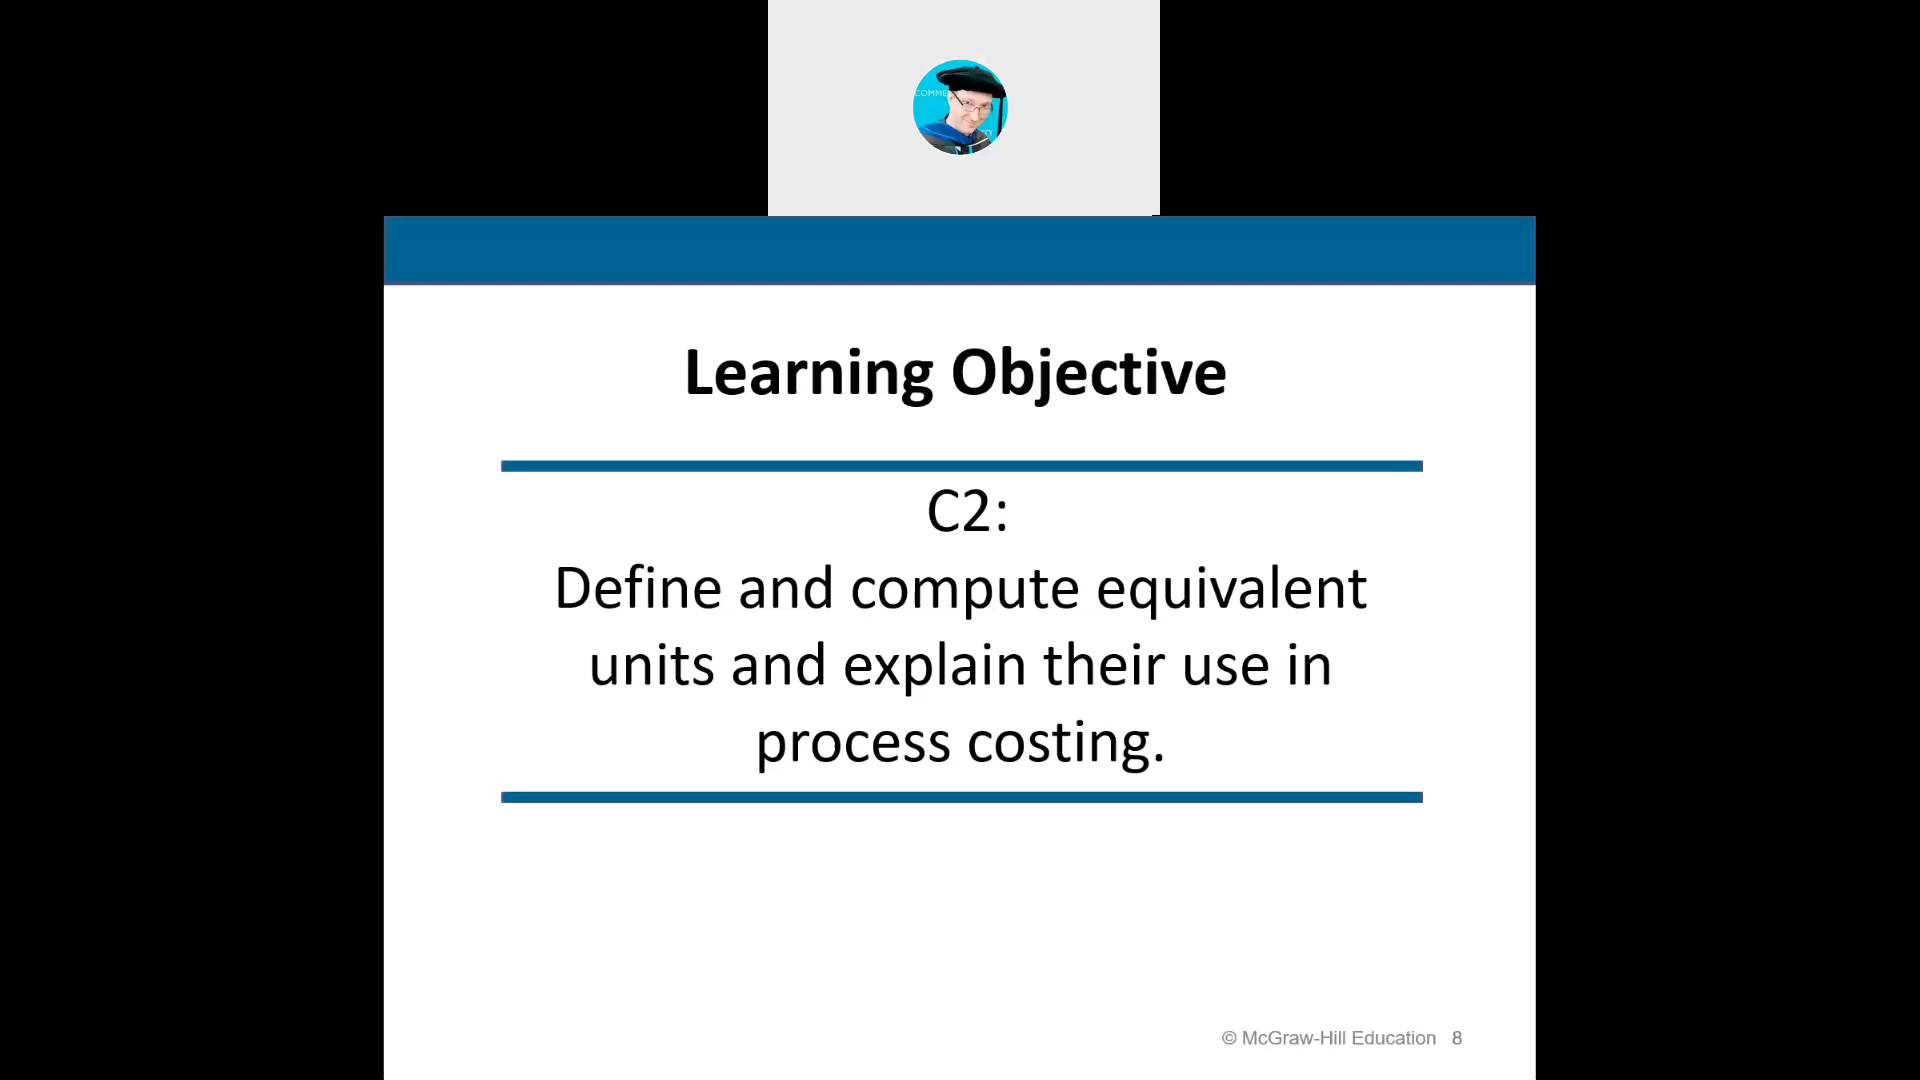 COMME
Learning Objective
C2:
Define and compute equivalent
units and explain their use in
process costing.
© McGraw-Hill Education 8